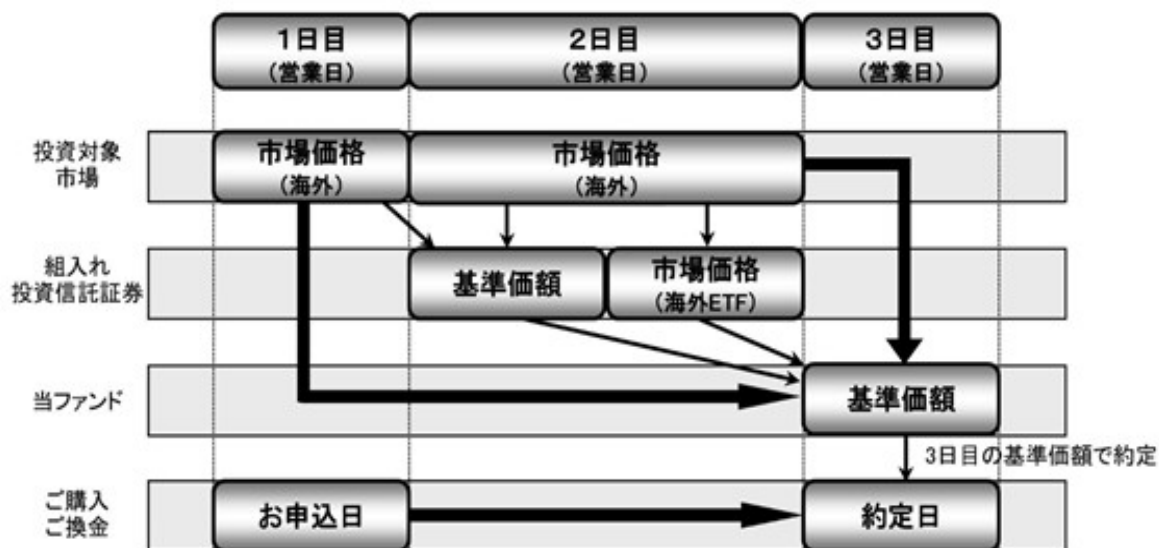 1日目
(営業日)
2日目
(営業日)
3日目
(営業日)
投資対象
市場
市場価格
(海外)
市場価格
(海外)
組入れ
投資信託証券
基準価額
市場価格
(海外ETF)
当ファンド
基準価額
3日目の基準価額で約定
ご購入
ご換金
お申込日
約定日